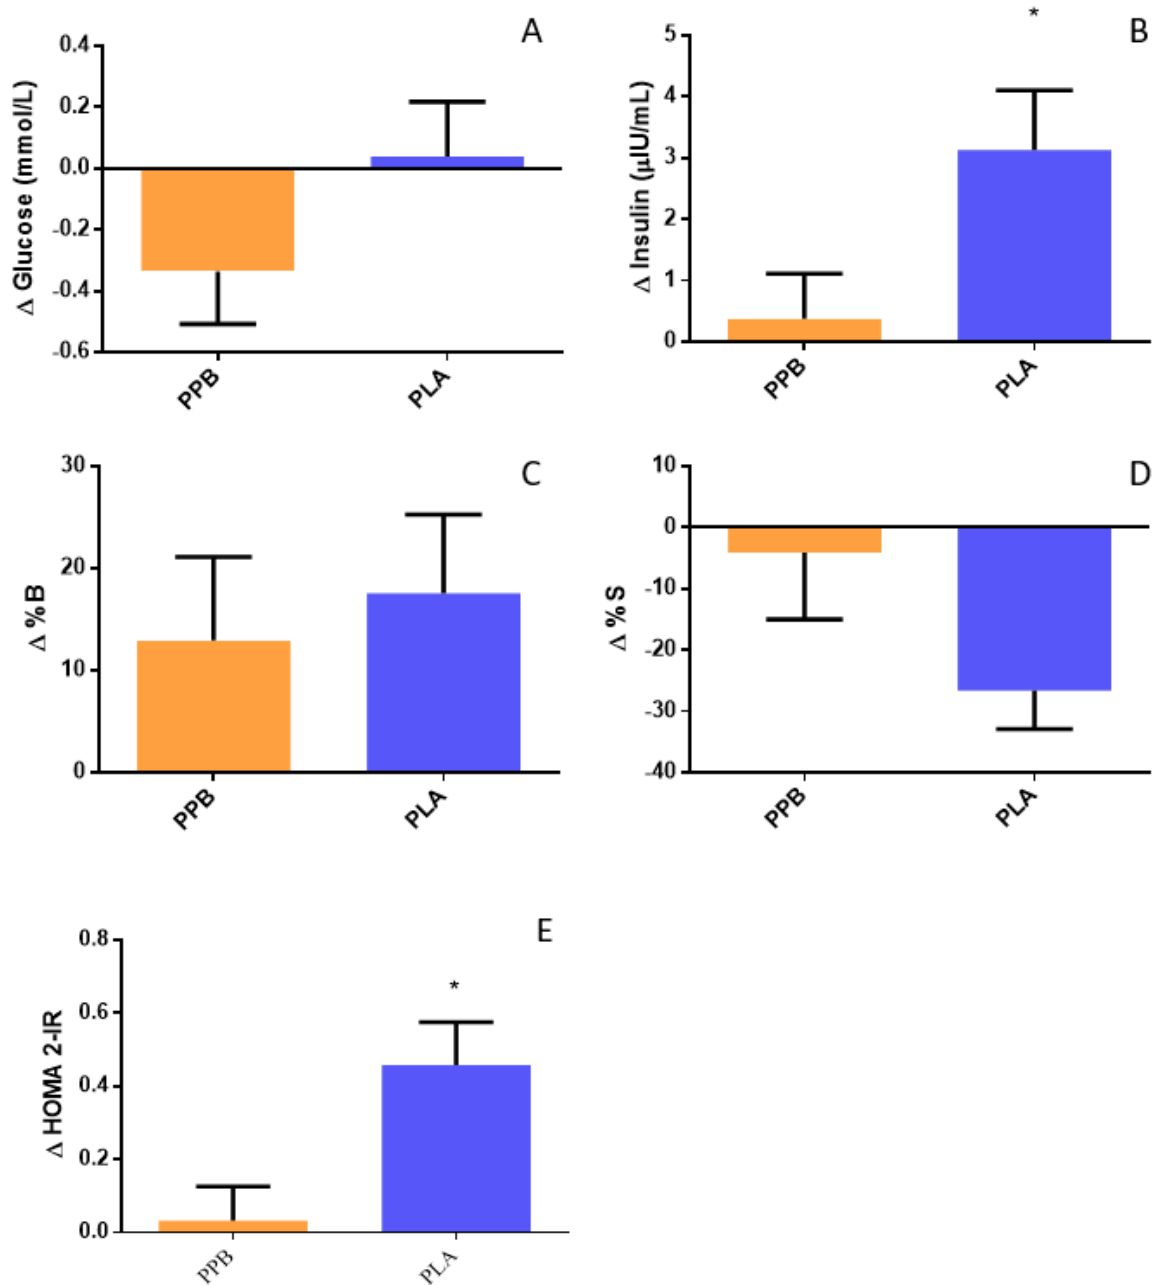 A
Δ Glucose (mmol/L)
0.4
0.2
0.0
-0.2
-0.4
-0.6
PPB
PLA
B
*
Δ Insulin (µIU/mL)
5
4
3
2
1
0
PPB
PLA
C
Δ %B
30
20
10
0
PPB
PLA
D
Δ %S
10
0
-10
-20
-30
-40
PPB
PLA
E
*
Δ HOMA 2-IR
0.8
0.6
0.4
0.2
0.0
PPB
PLA